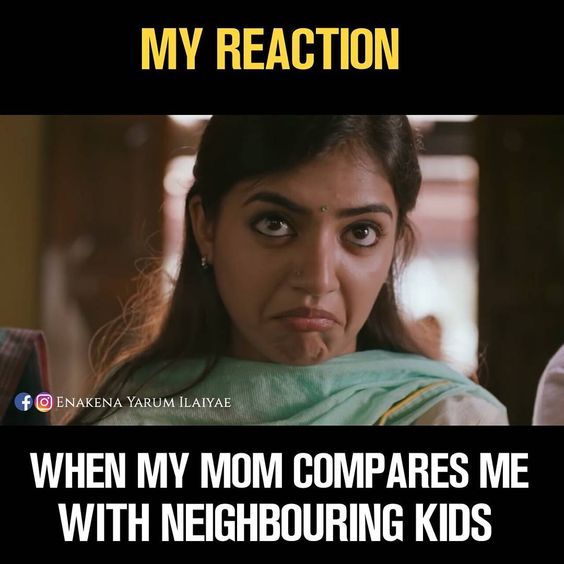 MY REACTION
ENAKENA YARUM ILAIYAE
WHEN MY MOM COMPARES ME
WITH NEIGHBOURING KIDS